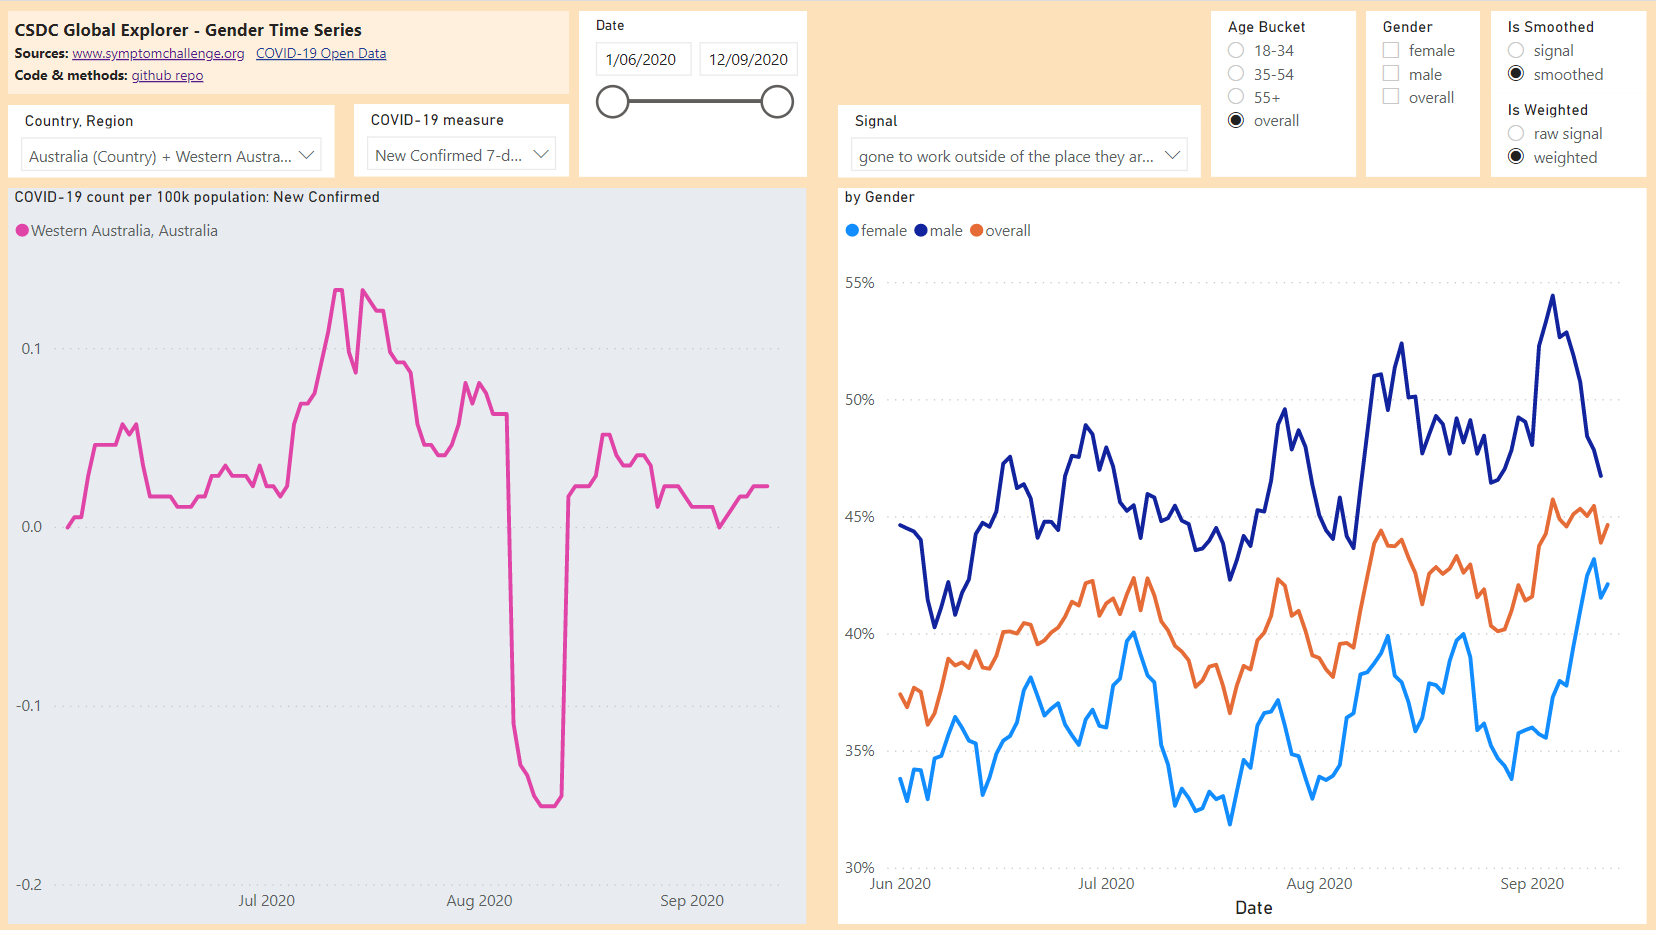 CSDC Global Explorer - Gender Time Series
Sources: www.symptomchallenge.org COVID-19 Open Data
Code & methods: github repo
Date
1/06/2020 12/09/2020
Country, Region
Australia (Country) + Western Austra...
COVID-19 measure
New Confirmed 7-d...
Signal
gone to work outside of the place they ar...
Age Bucket
18-34
35-54
55+
overall
Gender
female
male
overall
Is Smoothed
signal
smoothed
Is Weighted
raw signal
weighted
COVID-19 count per 100k population: New Confirmed
Western Australia, Australia
0.1
0.0
-0.1
-0.2
Jul 2020 Aug 2020 Sep 2020
by Gender
female male overall
55%
50%
45%
40%
35%
30%
Jun 2020 Jul 2020 Aug 2020 Sep 2020
Date